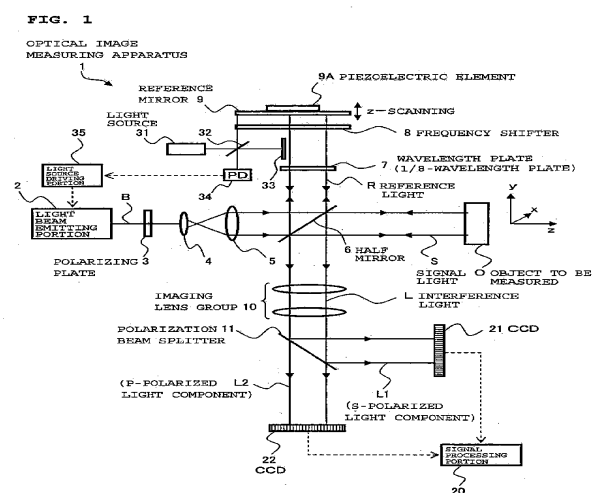 FIG. 1
OPTICAL IMAGE
MEASURING APPARATUS
1
9A PIEZOELECTRIC ELEMENT
REFERENCE
MIRROR 9
z-SCANNING
LIGHT
SOURCE
8 FREQUENCY SHIFTER
31
32
33
PD
34
35
LIGHT
SOURCE DRIVING
PORTION
7 WAVELENGTH PLATE
(1/8-WAVELENGTH PLATE)
R REFERENCE
LIGHT
2
LIGHT
BEAM
EMITTING
PORTION
B
POLARIZING
PLATE
3
4
5
6 HALF
MIRROR
S
SIGNAL
LIGHT
O OBJECT TO BE
MEASURED
y
x
z
IMAGING
LENS GROUP 10
L INTERFERENCE
LIGHT
POLARIZATION 11
BEAM SPLITTER
21 CCD
(P-POLARIZED
LIGHT COMPONENT)
L2
L1
(S-POLARIZED
LIGHT COMPONENT)
22
CCD
SIGNAL
PROCESSING
PORTION
20